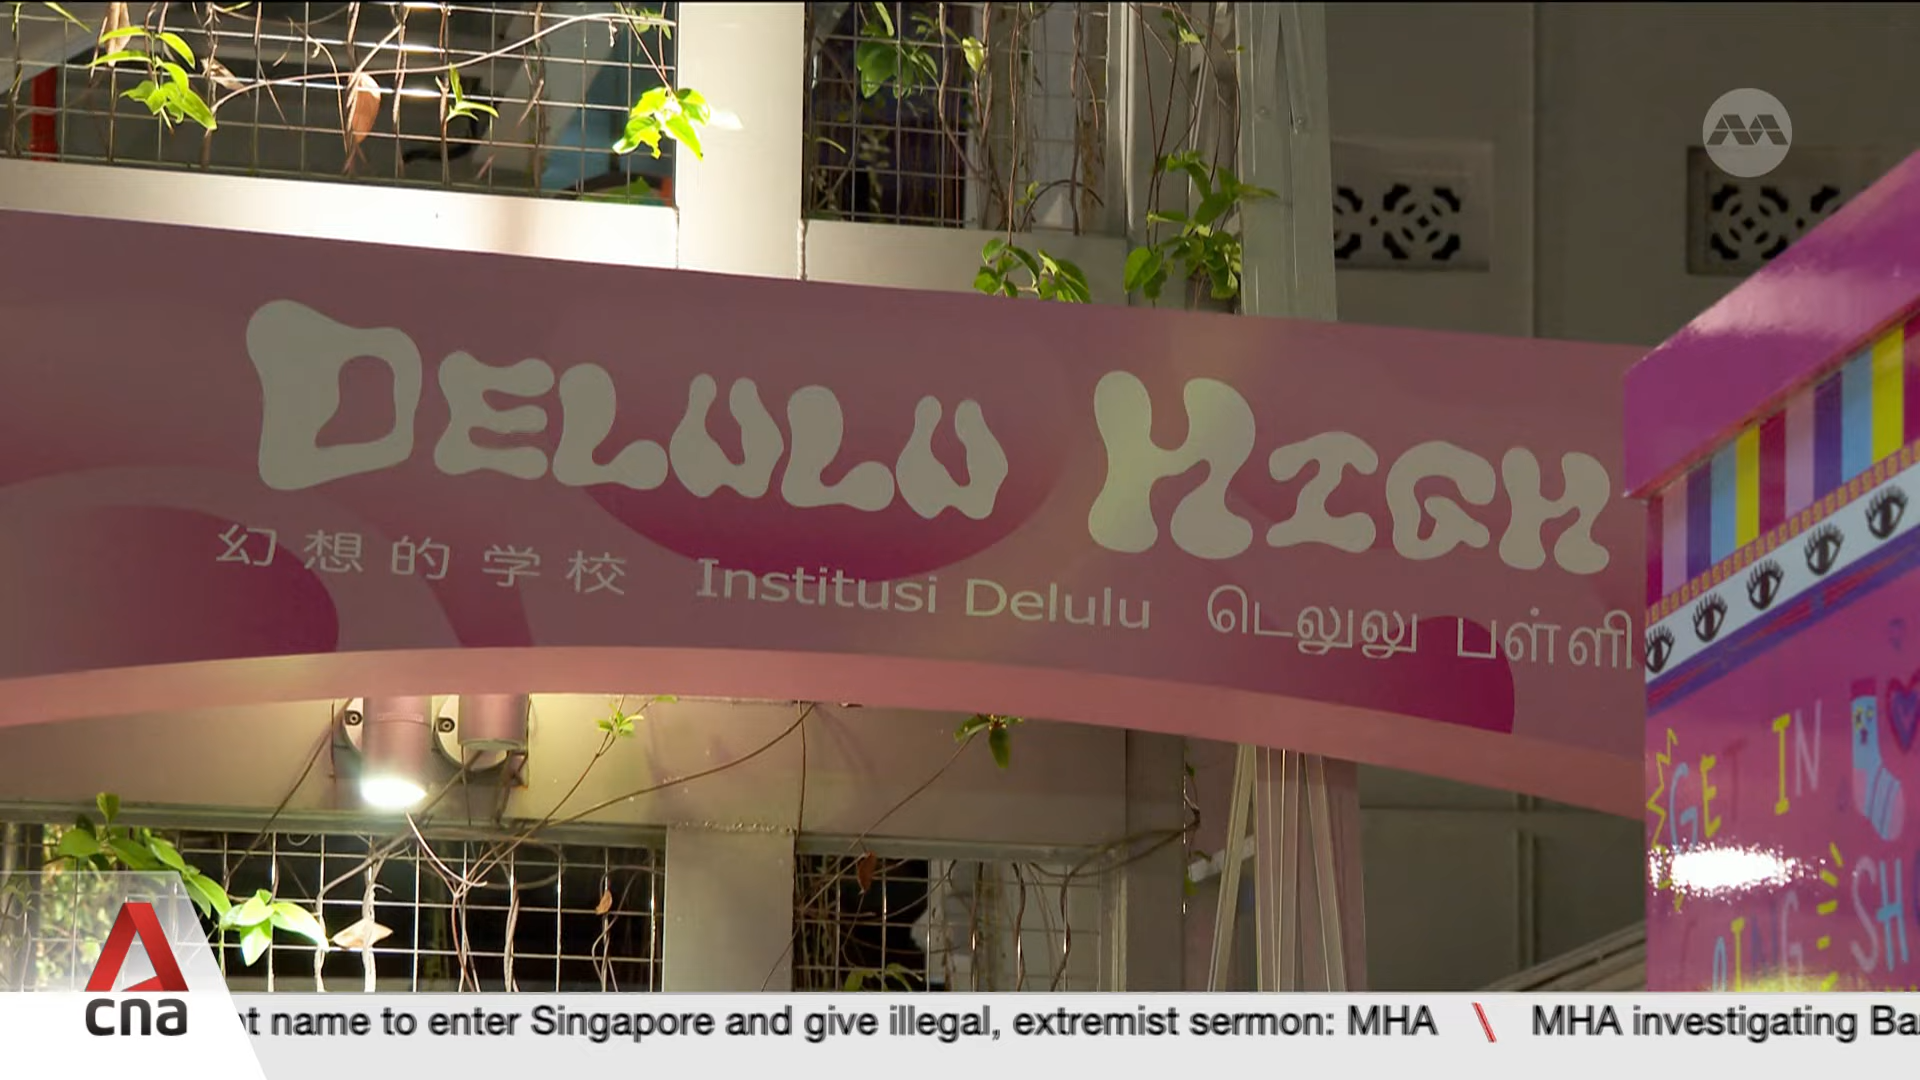 DELULU HIGH
幻想的学校 Institusi Delulu டெலுலு பள்ளி
GET IN
SH
cna
t name to enter Singapore and give illegal, extremist sermon: MHA \ MHA investigating Ba